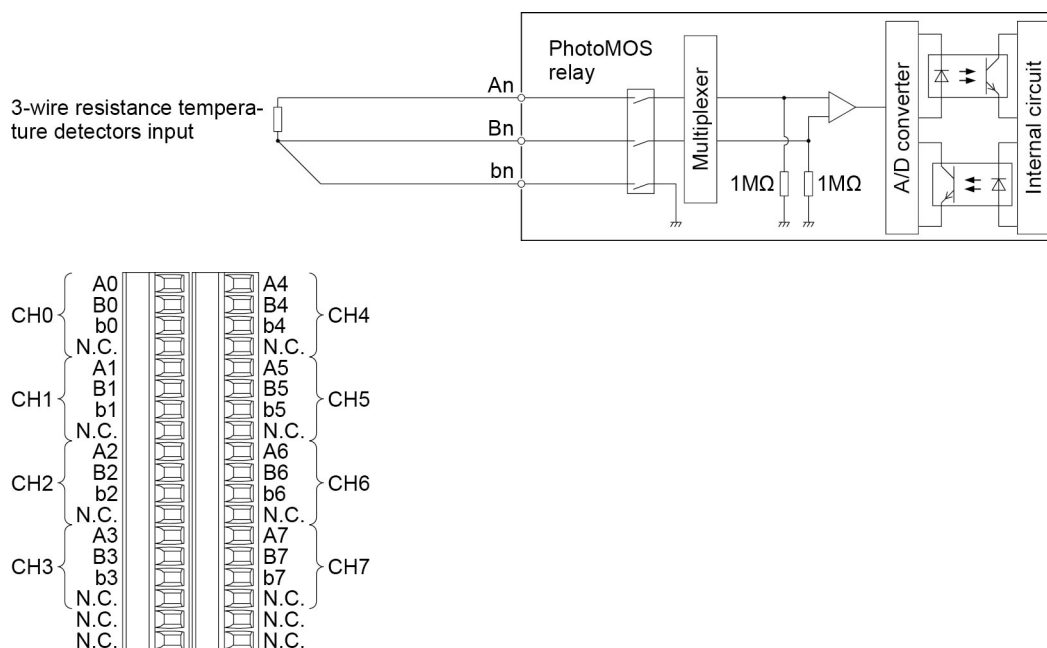 PhotoMOS
relay
3-wire resistance tempera-
ture detectors input
An
Bn
bn
Multiplexer
1MΩ 1MΩ
A/D converter
Internal circuit
CH0
A0
B0
b0
N.C.
CH1
A1
B1
b1
N.C.
CH2
A2
B2
b2
N.C.
CH3
A3
B3
b3
N.C.
N.C.
N.C.
A4
B4
b4
N.C.
CH4
A5
B5
b5
N.C.
CH5
A6
B6
b6
N.C.
CH6
A7
B7
b7
N.C.
CH7
N.C.
N.C.